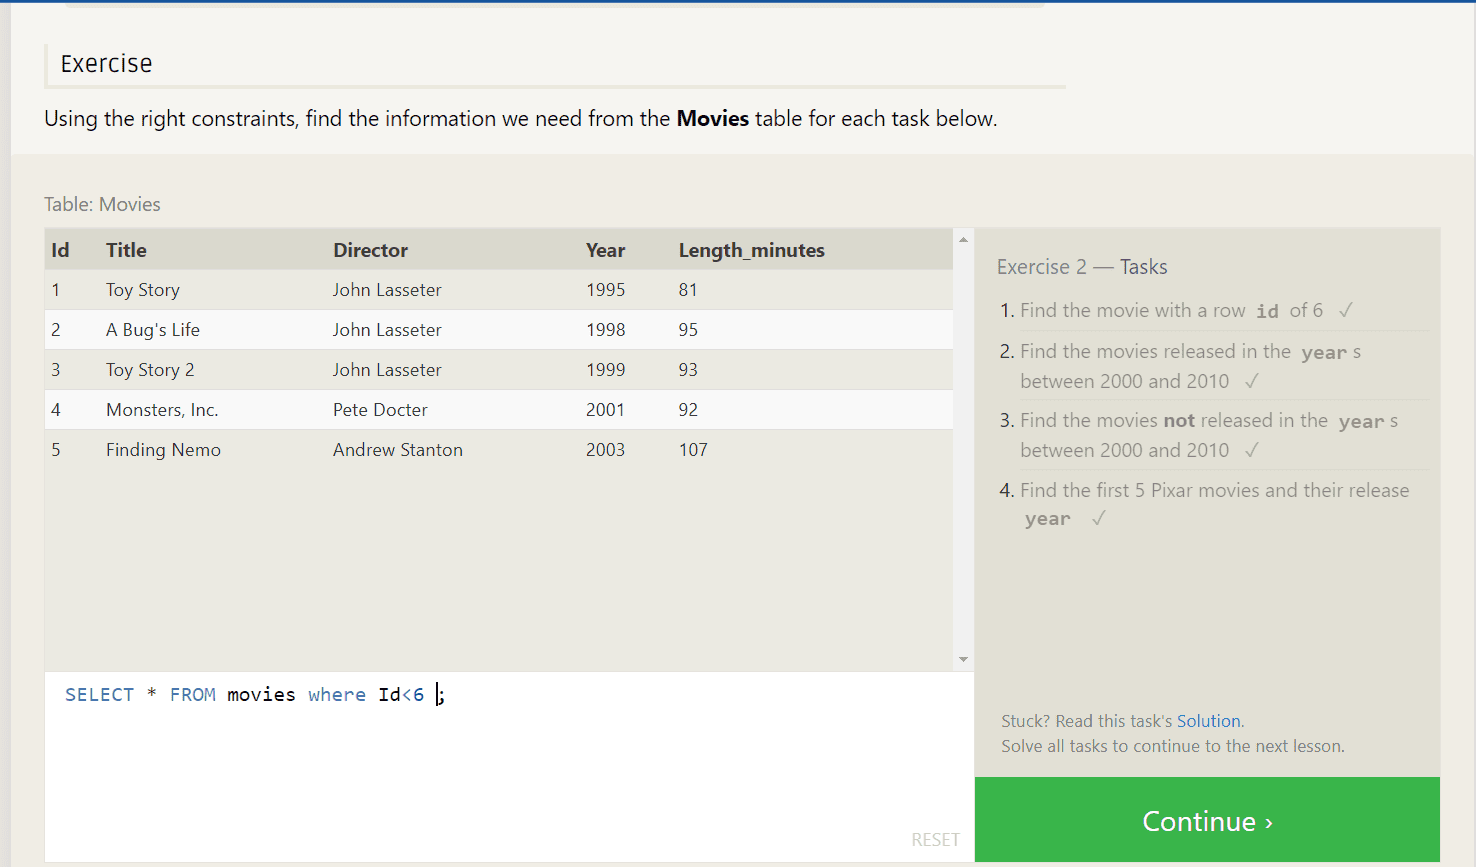 Exercise
Using the right constraints, find the information we need from the Movies table for each task below.
Table: Movies
Id Title Director Year Length_minutes
1 Toy Story John Lasseter 1995 81
2 A Bug's Life John Lasseter 1998 95
3 Toy Story 2 John Lasseter 1999 93
4 Monsters, Inc. Pete Docter 2001 92
5 Finding Nemo Andrew Stanton 2003 107
SELECT * FROM movies where Id<6 ;
RESET
Exercise 2 — Tasks
1. Find the movie with a row id of 6 ✓
2. Find the movies released in the year s
between 2000 and 2010 ✓
3. Find the movies not released in the year s
between 2000 and 2010 ✓
4. Find the first 5 Pixar movies and their release
year ✓
Stuck? Read this task's Solution.
Solve all tasks to continue to the next lesson.
Continue ›